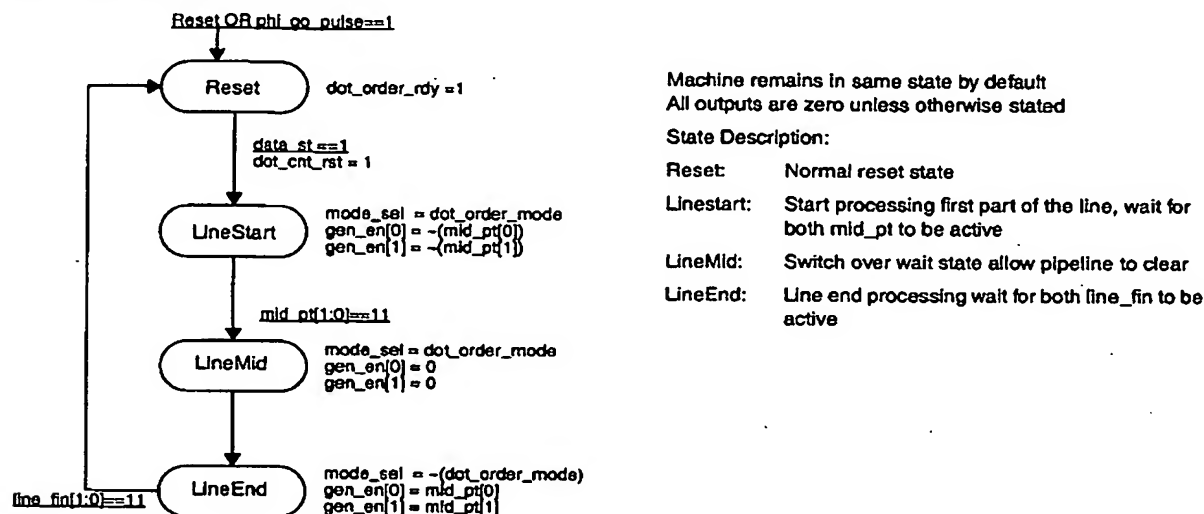 Reset OR phi_go_pulse==1
Reset
dot_order_rdy =1
data_st==1
dot_cnt_rst = 1
LineStart
mode_sel = dot_order_mode
gen_en[0] = ~(mid_pt[0])
gen_en[1] = ~(mid_pt[1])
mid_pt[1:0]==11
LineMid
mode_sel = dot_order_mode
gen_en[0] = 0
gen_en[1] = 0
LineEnd
mode_sel = ~(dot_order_mode)
gen_en[0] = mid_pt[0]
gen_en[1] = mid_pt[1]
line_fin[1:0]==11
Machine remains in same state by default
All outputs are zero unless otherwise stated
State Description:
Reset: Normal reset state
Linestart: Start processing first part of the line, wait for
both mid_pt to be active
LineMid: Switch over wait state allow pipeline to clear
LineEnd: Line end processing wait for both line_fin to be
active